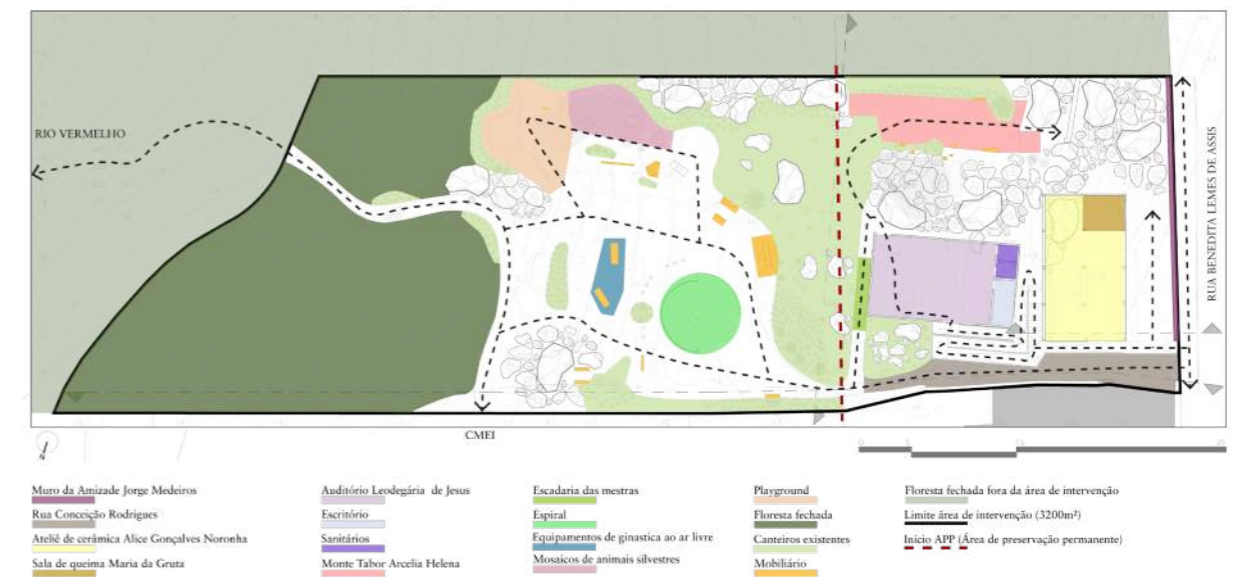 RIO VERMELHO
RUA BENEDITA LEMES DE ASSIS
CMEI
Muro da Amizade Jorge Medeiros
Rua Conceição Rodrigues
Ateliê de cerâmica Alice Gonçalves Noronha
Sala de queima Maria da Gruta
Auditório Leodegária de Jesus
Escritório
Sanitários
Monte Tabor Arcelia Helena
Escadaria das mestras
Espiral
Equipamentos de ginastica ao ar livre
Mosaicos de animais silvestres
Playground
Floresta fechada
Canteiros existentes
Mobiliário
Floresta fechada fora da área de intervenção
Limite área de intervenção (3200m²)
Início APP (Área de preservação permanente)